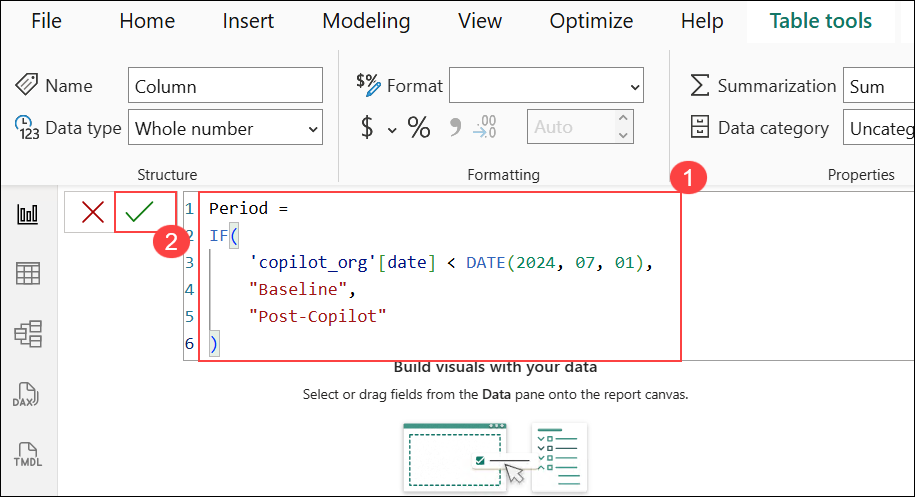 File Home Insert Modeling View Optimize Help Table tools
Name Column $% Format Σ Summarization Sum
123 Data type Whole number $ % 9 .00 →.0 Auto Data category Uncateg
Structure Formatting Properties
1
2
1 Period =
2 IF(
3 'copilot_org'[date] < DATE(2024, 07, 01),
4 "Baseline",
5 "Post-Copilot"
6 )
DAX
TMDL
Build visuals with your data
Select or drag fields from the Data pane onto the report canvas.